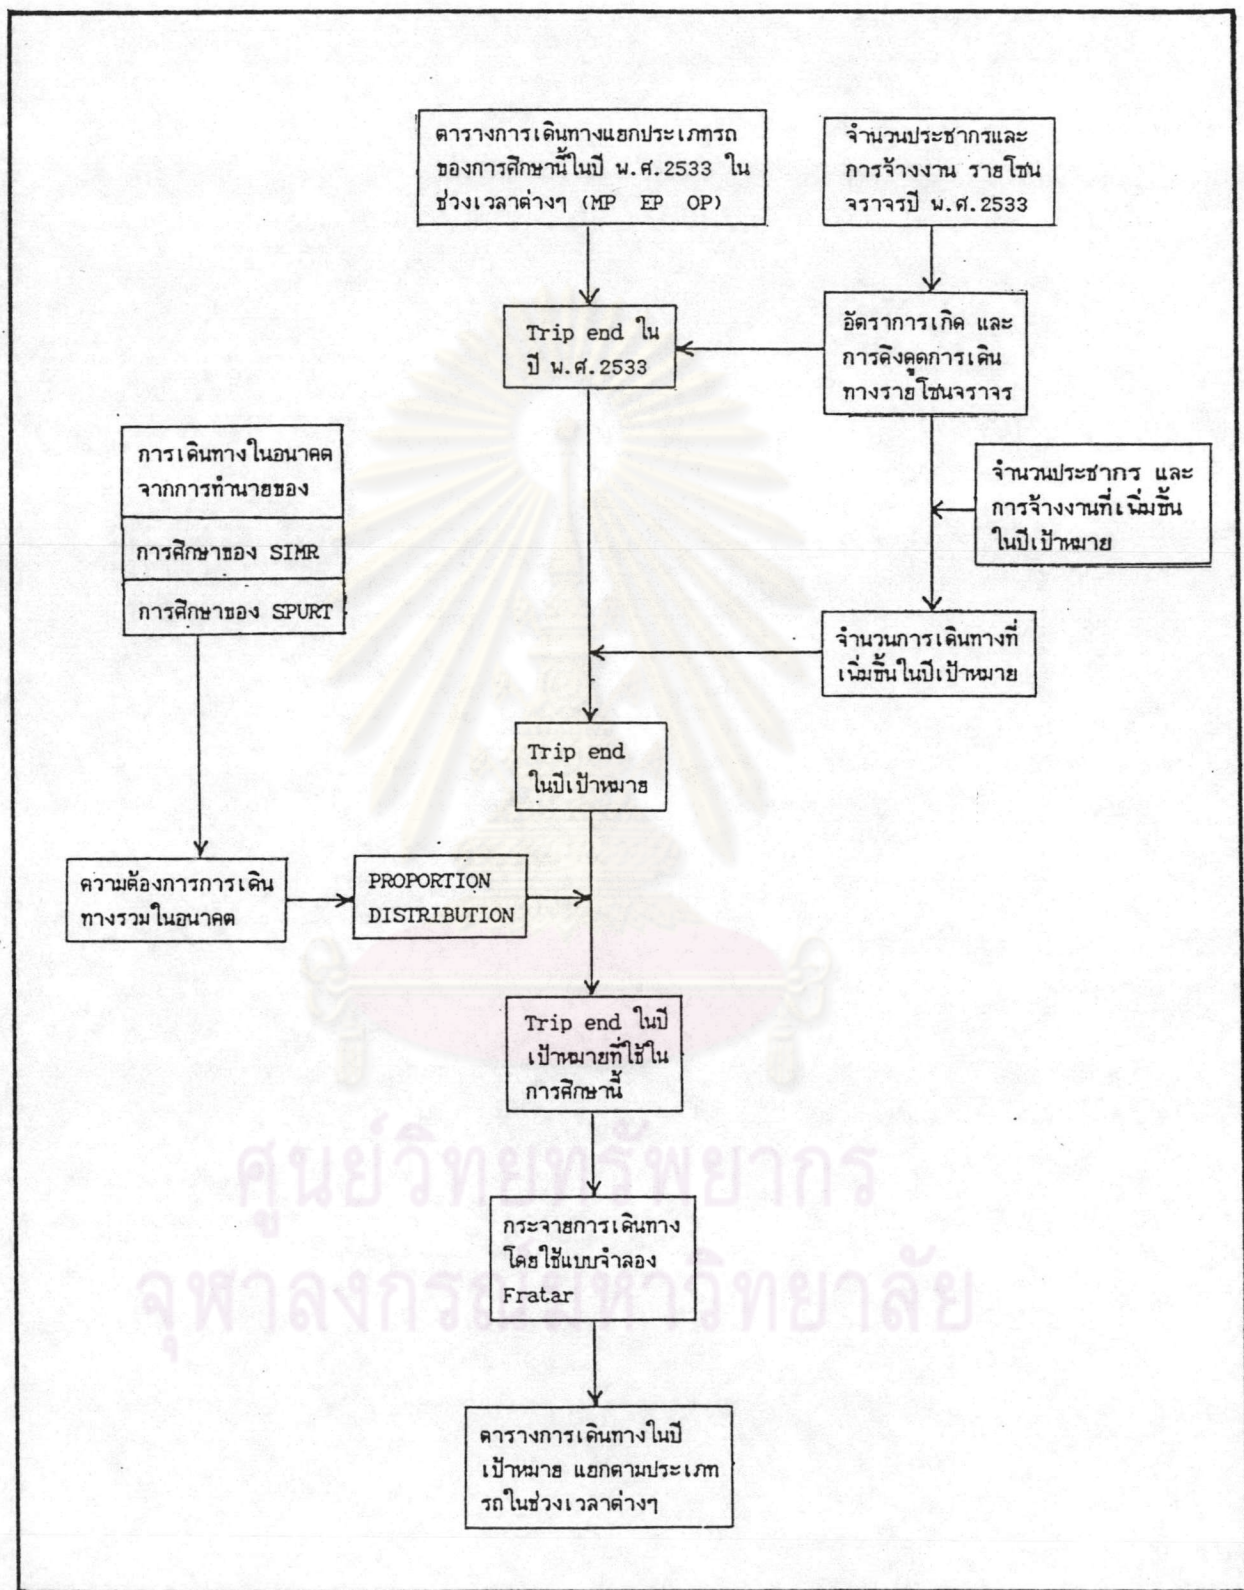 ตารางการเดินทางแยกประเภทรถ
ของการศึกษานี้ในปี พ.ศ.2533 ใน
ช่วงเวลาต่างๆ (MP EP OP)
จำนวนประชากรและ
การจ้างงาน รายโซน
จราจรปี พ.ศ.2533
Trip end ใน
ปี พ.ศ.2533
อัตราการเกิด และ
การดึงดูดการเดิน
ทางรายโซนจราจร
การเดินทางในอนาคต
จากการทำนายของ
การศึกษาของ SIMR
การศึกษาของ SPURT
จำนวนประชากร และ
การจ้างงานที่เพิ่มขึ้น
ในปีเป้าหมาย
จำนวนการเดินทางที่
เพิ่มขึ้นในปีเป้าหมาย
Trip end
ในปีเป้าหมาย
ความต้องการการเดิน
ทางรวมในอนาคต
PROPORTION
DISTRIBUTION
Trip end ในปี
เป้าหมายที่ใช้ใน
การศึกษานี้
ศูนย์วิทยทรัพยากร
จุฬาลงกรณ์มหาวิทยาลัย
กระจายการเดินทาง
โดยใช้แบบจำลอง
Fratar
ตารางการเดินทางในปี
เป้าหมาย แยกตามประเภท
รถในช่วงเวลาต่างๆ